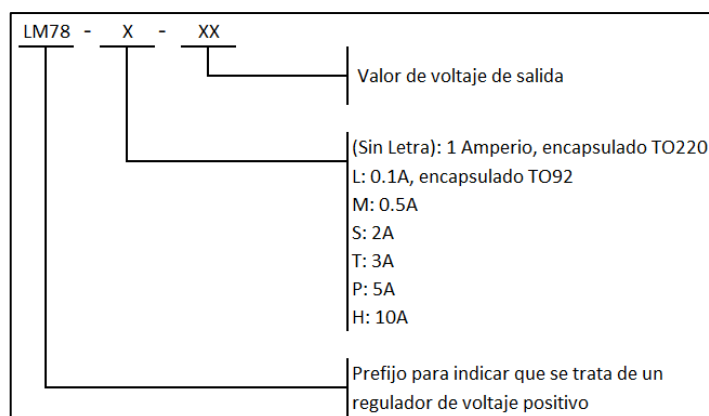 LM78 - X - XX
Valor de voltaje de salida
(Sin Letra): 1 Amperio, encapsulado TO220
L: 0.1A, encapsulado TO92
M: 0.5A
S: 2A
T: 3A
P: 5A
H: 10A
Prefijo para indicar que se trata de un
regulador de voltaje positivo